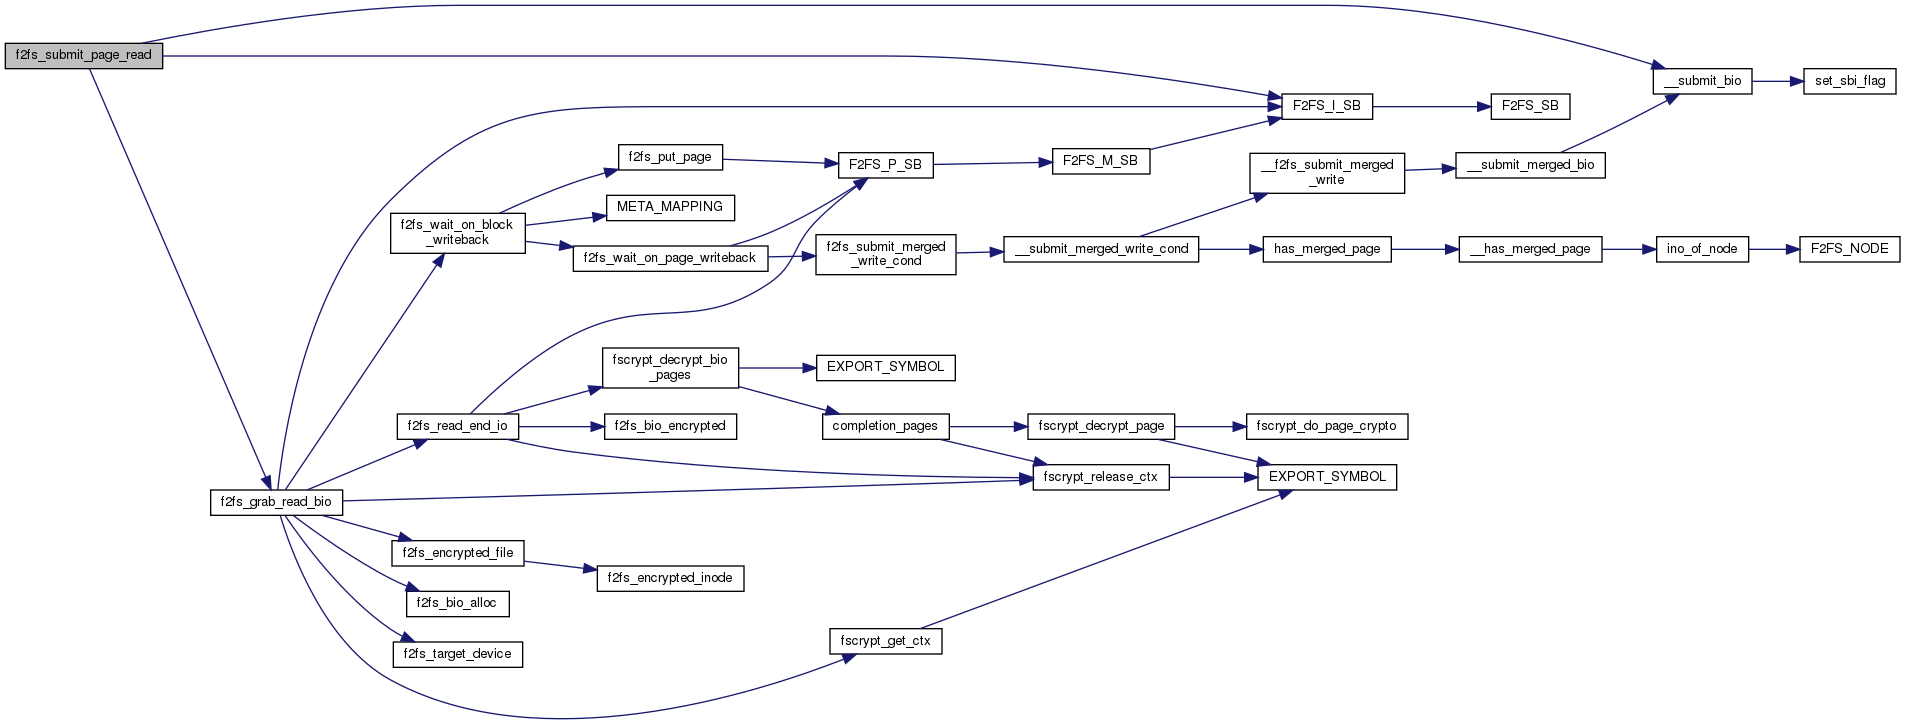 f2fs_submit_page_read
__submit_bio
set_sbi_flag
F2FS_I_SB
F2FS_SB
f2fs_put_page
F2FS_P_SB
F2FS_M_SB
__f2fs_submit_merged
_write
__submit_merged_bio
META_MAPPING
f2fs_wait_on_block
_writeback
f2fs_wait_on_page_writeback
f2fs_submit_merged
_write_cond
__submit_merged_write_cond
has_merged_page
__has_merged_page
ino_of_node
F2FS_NODE
fscrypt_decrypt_bio
_pages
EXPORT_SYMBOL
f2fs_read_end_io
f2fs_bio_encrypted
completion_pages
fscrypt_decrypt_page
fscrypt_do_page_crypto
fscrypt_release_ctx
EXPORT_SYMBOL
f2fs_grab_read_bio
f2fs_encrypted_file
f2fs_encrypted_inode
f2fs_bio_alloc
fscrypt_get_ctx
f2fs_target_device